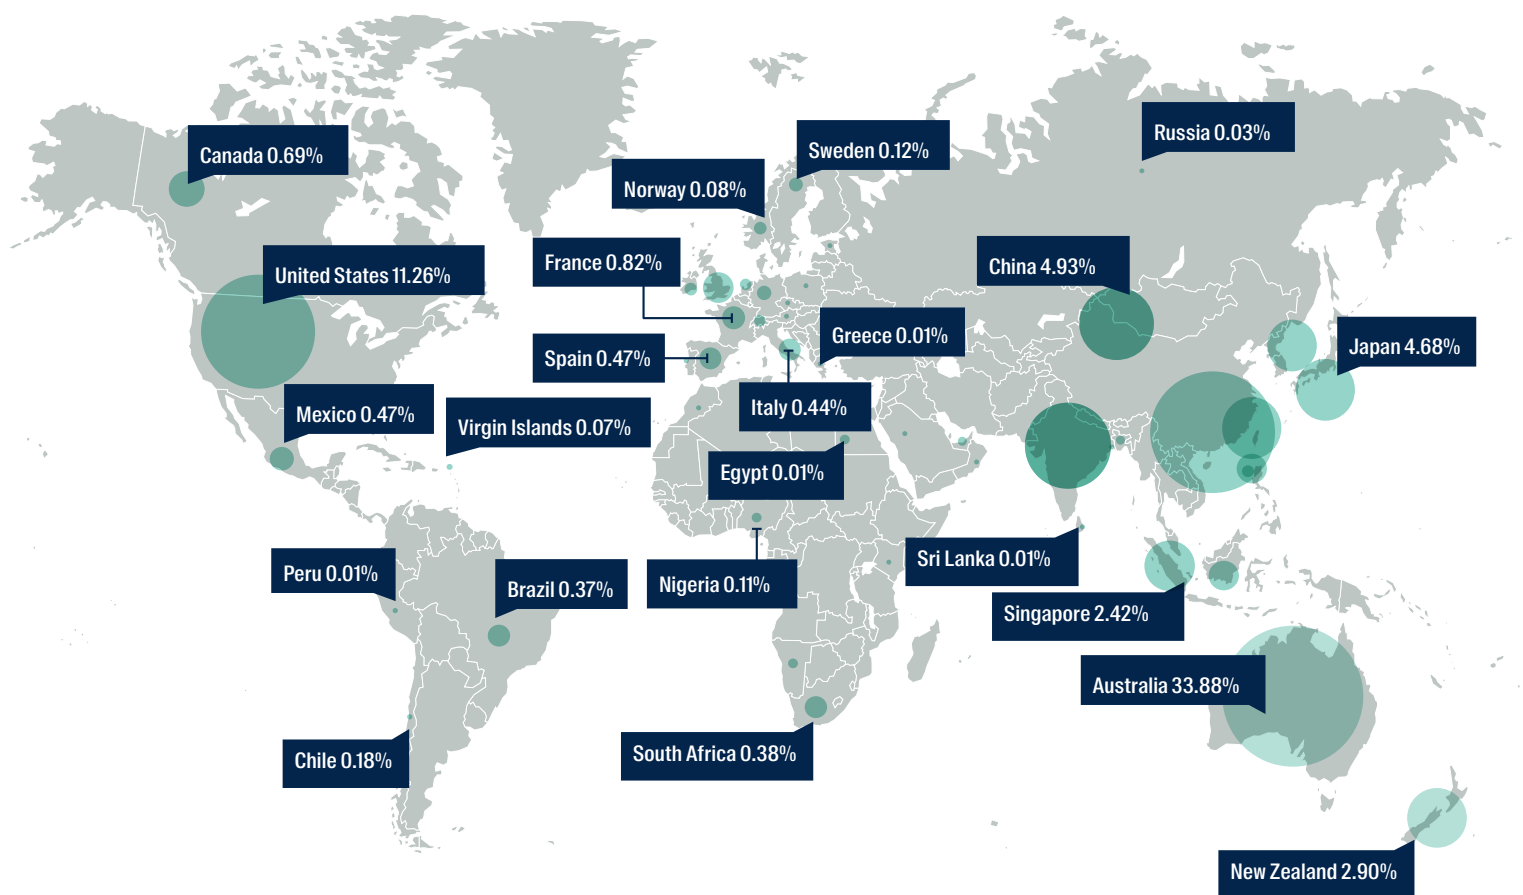 Russia 0.03%
Canada 0.69%
Sweden 0.12%
Norway 0.08%
France 0.82%
China 4.93%
United States 11.26%
Greece 0.01%
Japan 4.68%
Spain 0.47%
Italy 0.44%
Mexico 0.47%
Virgin Islands 0.07%
Egypt 0.01%
Sri Lanka 0.01%
Peru 0.01%
Brazil 0.37%
Nigeria 0.11%
Singapore 2.42%
Australia 33.88%
Chile 0.18%
South Africa 0.38%
New Zealand 2.90%